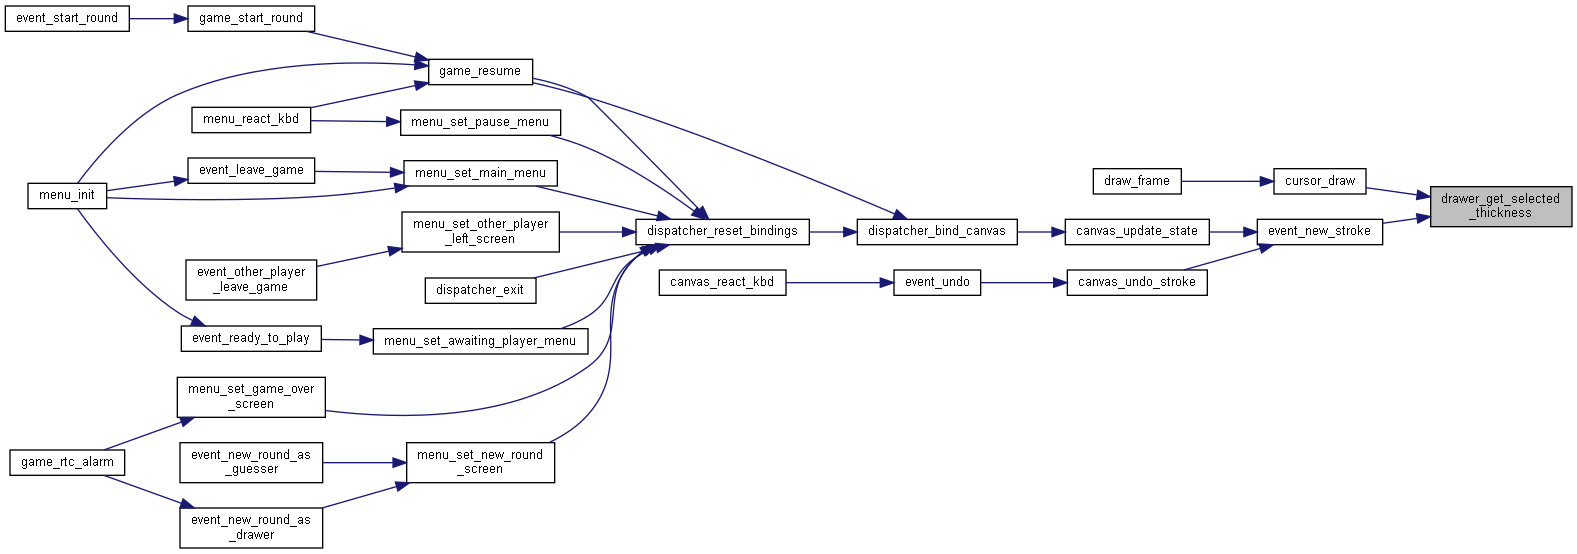 event_start_round
game_start_round
game_resume
menu_react_kbd
menu_set_pause_menu
event_leave_game
menu_set_main_menu
menu_init
draw_frame
cursor_draw
drawer_get_selected
_thickness
menu_set_other_player
_left_screen
dispatcher_reset_bindings
dispatcher_bind_canvas
canvas_update_state
event_new_stroke
event_other_player
_leave_game
dispatcher_exit
canvas_react_kbd
event_undo
canvas_undo_stroke
event_ready_to_play
menu_set_awaiting_player_menu
menu_set_game_over
_screen
game_rtc_alarm
event_new_round_as
_guesser
menu_set_new_round
_screen
event_new_round_as
_drawer